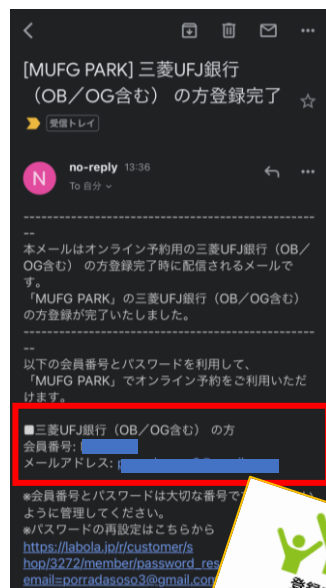 [MUFG PARK] 三菱UFJ銀行
（OB／OG含む） の方登録完了
受信トレイ
N
no-reply 13:36
To 自分
--------------------------------------------------
--
本メールはオンライン予約用の三菱UFJ銀行（OB／
OG含む） の方登録完了時に配信されるメールで
す。
「MUFG PARK」の三菱UFJ銀行（OB／OG含む）
の方登録が完了いたしました。
--------------------------------------------------
--
以下の会員番号とパスワードを利用して、
「MUFG PARK」でオンライン予約をご利用いただ
けます。
■三菱UFJ銀行（OB／OG含む） の方
会員番号:
メールアドレス:
※会員番号とパスワードは大切な番号で
ように管理してください。
※パスワードの再設定はこちらから
https://labola.jp/r/customer/s
hop/3272/member/password_res
email=porradasoso3@gmail.con